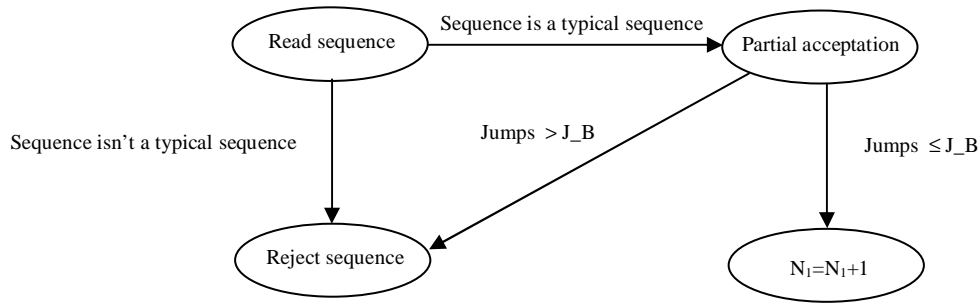 Sequence is a typical sequence
Read sequence
Partial acceptation
Sequence isn’t a typical sequence
Jumps > J_B
Jumps ≤ J_B
Reject sequence
N₁=N₁+1